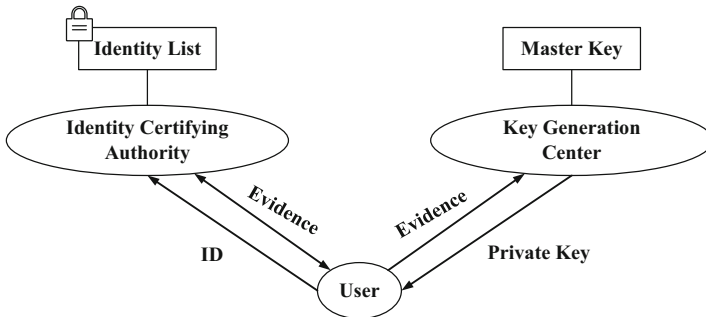 Identity List
Master Key
Identity Certifying
Authority
Key Generation
Center
Evidence
Evidence
ID
Private Key
User